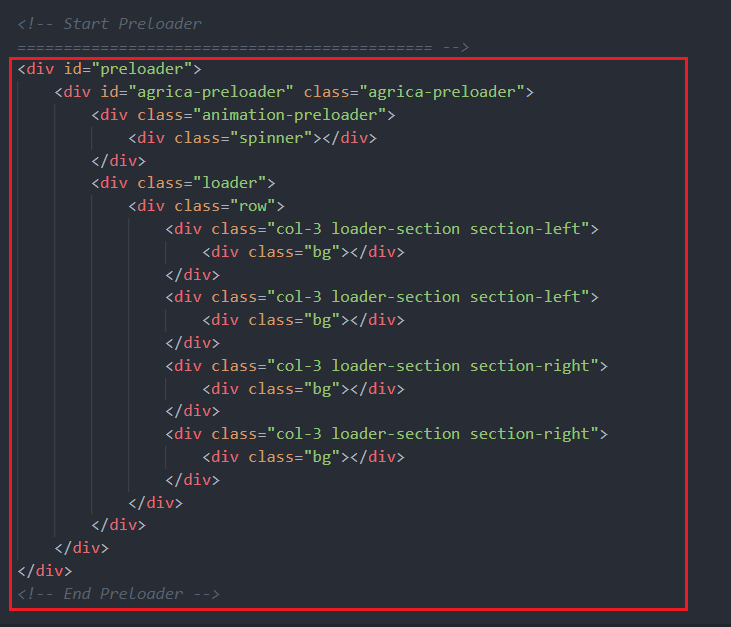 <!-- Start Preloader
============================================= -->
<div id="preloader">
    <div id="agrica-preloader" class="agrica-preloader">
        <div class="animation-preloader">
            <div class="spinner"></div>
        </div>
        <div class="loader">
            <div class="row">
                <div class="col-3 loader-section section-left">
                    <div class="bg"></div>
                </div>
                <div class="col-3 loader-section section-left">
                    <div class="bg"></div>
                </div>
                <div class="col-3 loader-section section-right">
                    <div class="bg"></div>
                </div>
                <div class="col-3 loader-section section-right">
                    <div class="bg"></div>
                </div>
            </div>
        </div>
    </div>
</div>
<!-- End Preloader -->